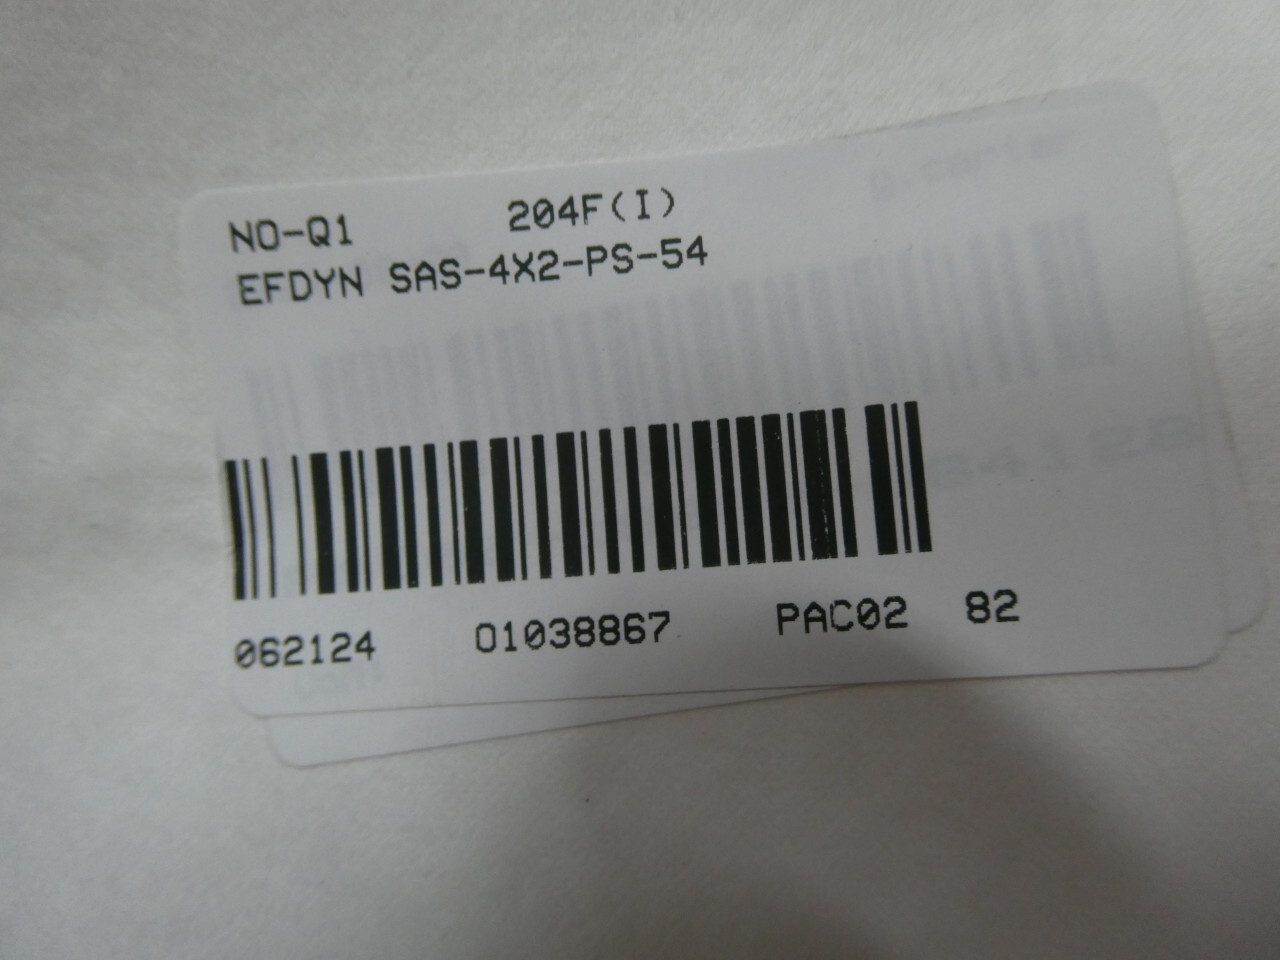 NO-Q1 204F(I)
EFDYN SAS-4X2-PS-54
062124 01038867 PAC02 82